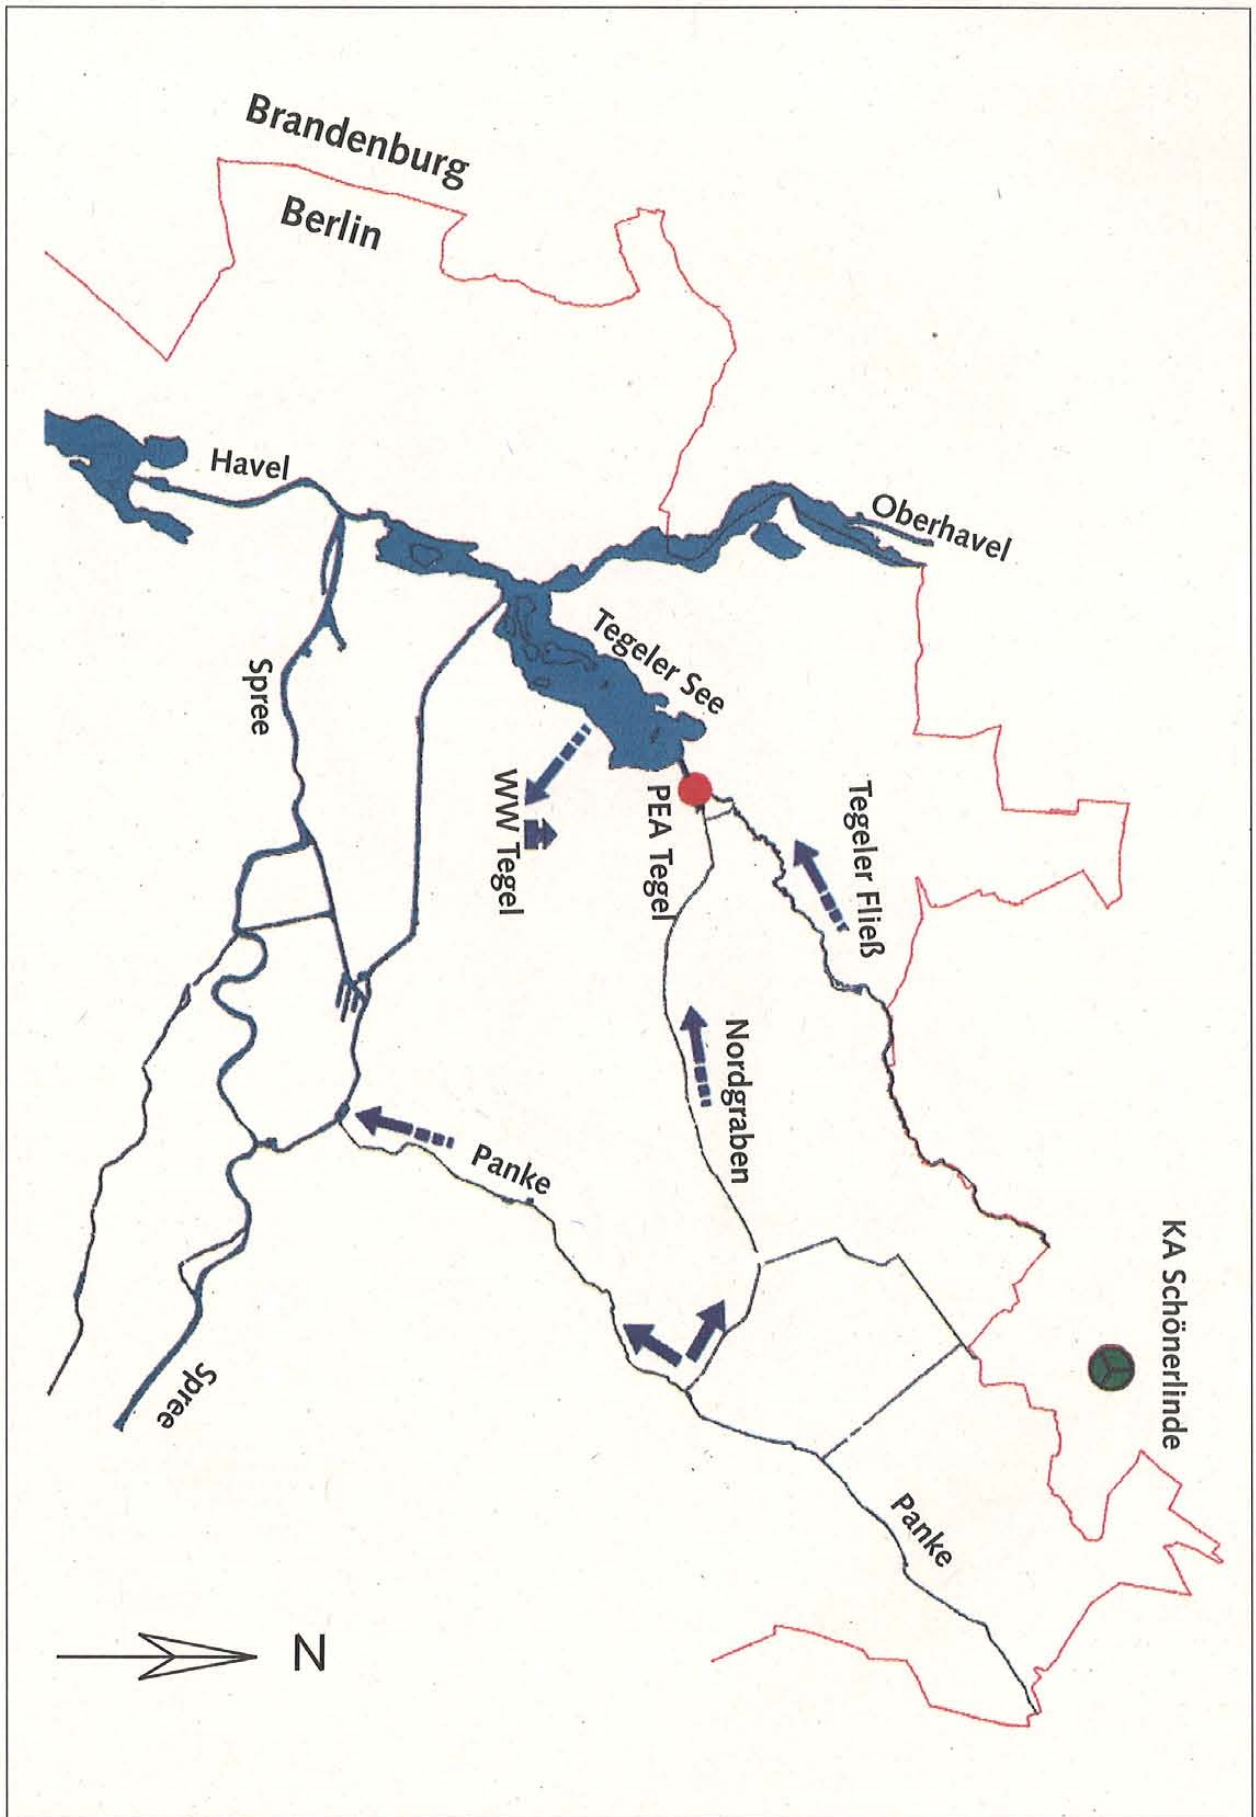 Brandenburg
Berlin
Havel
Oberhavel
Tegeler See
Spree
WW Tegel
PEA Tegel
Tegeler Fließ
Nordgraben
Panke
KA Schönerlinde
Spree
Panke
N